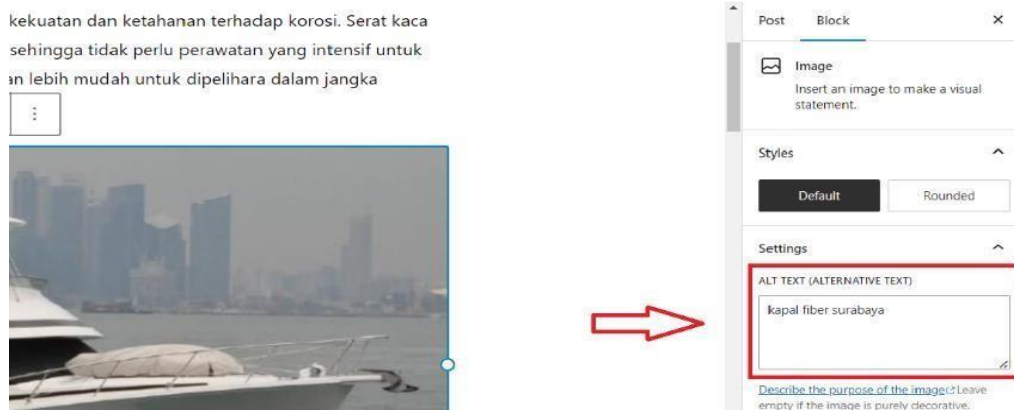 kekuatan dan ketahanan terhadap korosi. Serat kaca
sehingga tidak perlu perawatan yang intensif untuk
an lebih mudah untuk dipelihara dalam jangka
Post Block
Image
Insert an image to make a visual
statement.
Styles
Default Rounded
Settings
ALT TEXT (ALTERNATIVE TEXT)
kapal fiber surabaya
Describe the purpose of the image Leave
empty if the image is purely decorative.